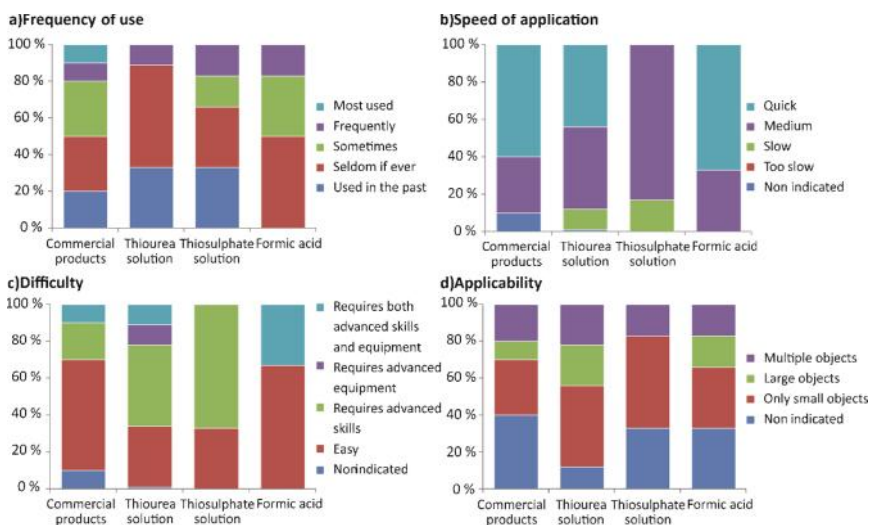 a)Frequency of use
100 %
80 %
60 %
40 %
20 %
0 %
Most used
Frequently
Sometimes
Seldom if ever
Used in the past
Commercial
products
Thiourea
solution
Thiosulphate
solution
Formic acid
b)Speed of application
100 %
80 %
60 %
40 %
20 %
0 %
Quick
Medium
Slow
Too slow
Non indicated
Commercial
products
Thiourea
solution
Thiosulphate
solution
Formic acid
c)Difficulty
100 %
80 %
60 %
40 %
20 %
0 %
Requires both
advanced skills
and equipment
Requires advanced
equipment
Requires advanced
skills
Easy
Nonindicated
Commercial
products
Thiourea
solution
Thiosulphate
solution
Formic acid
d)Applicability
100 %
80 %
60 %
40 %
20 %
0 %
Multiple objects
Large objects
Only small objects
Non indicated
Commercial
products
Thiourea
solution
Thiosulphate
solution
Formic acid